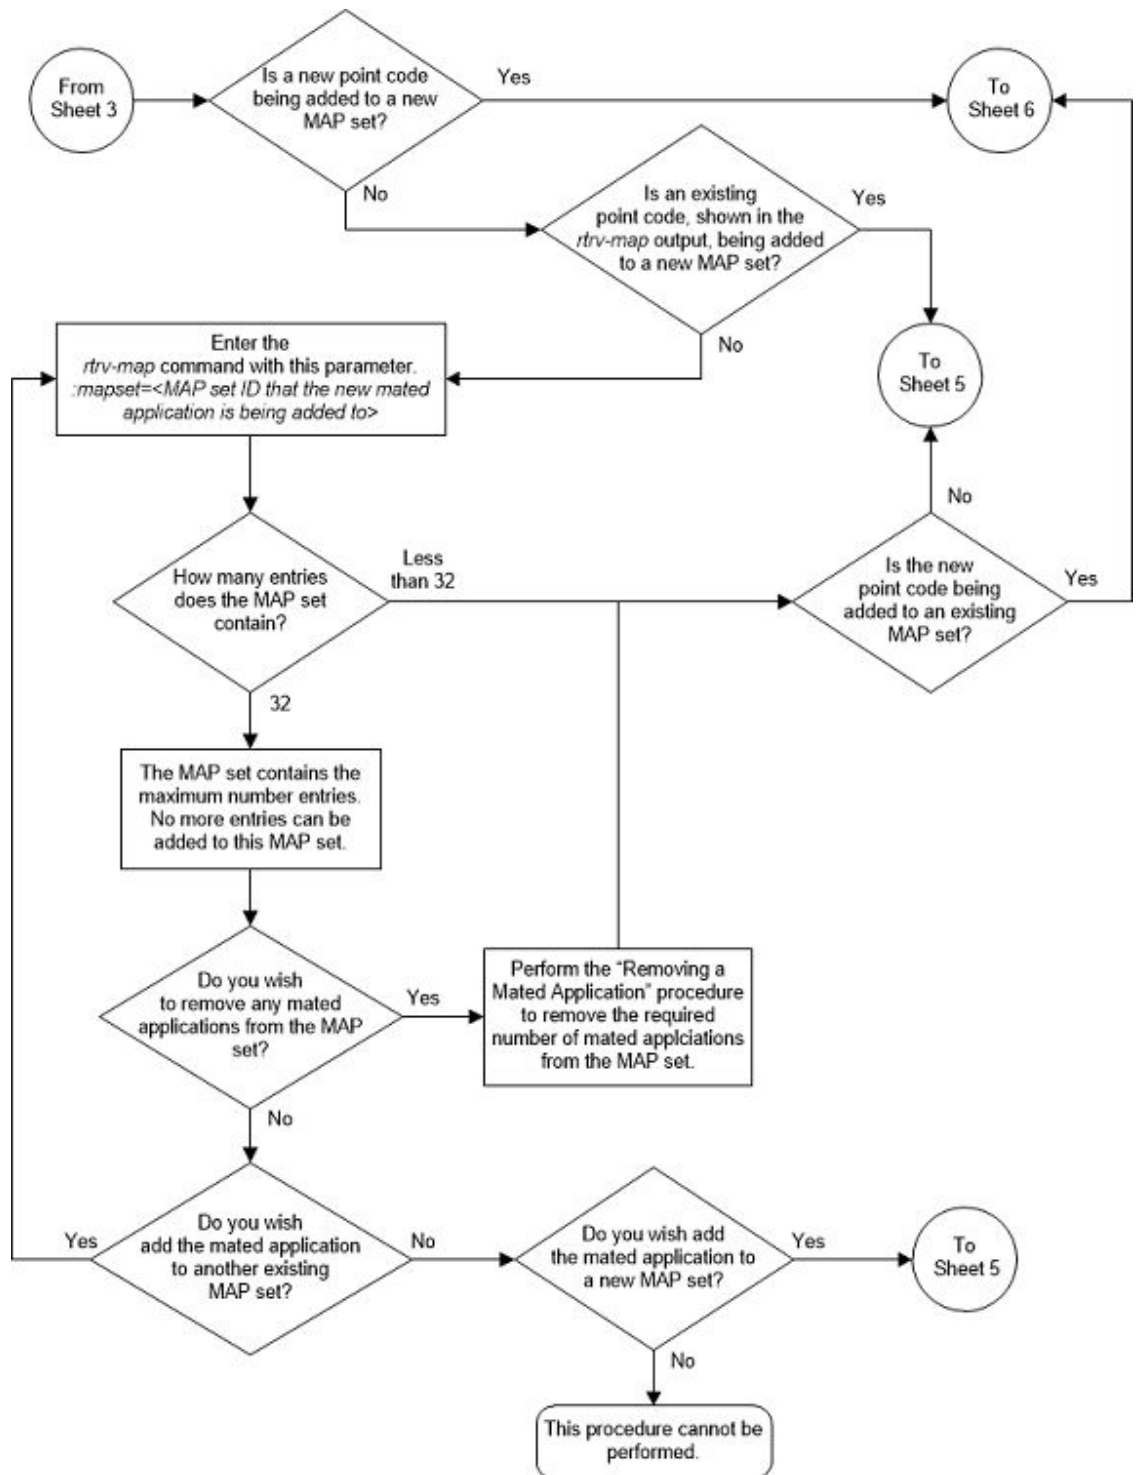 From
Sheet 3
Is a new point code
being added to a new
MAP set?
Yes
To
Sheet 6
No
Is an existing
point code, shown in the
rtrv-map output, being added
to a new MAP set?
Yes
No
To
Sheet 5
Enter the
rtrv-map command with this parameter.
:mapset=<MAP set ID that the new mated
application is being added to>
How many entries
does the MAP set
contain?
Less
than 32
No
Is the new
point code being
added to an existing
MAP set?
Yes
32
The MAP set contains the
maximum number entries.
No more entries can be
added to this MAP set.
Do you wish
to remove any mated
applications from the MAP
set?
Yes
Perform the “Removing a
Mated Application” procedure
to remove the required
number of mated applciations
from the MAP set.
No
Yes
Do you wish
add the mated application
to another existing
MAP set?
No
Do you wish add
the mated application to
a new MAP set?
Yes
To
Sheet 5
No
This procedure cannot be
performed.